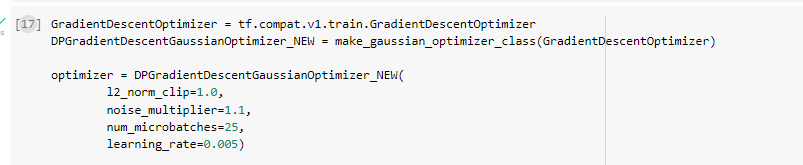 [17] GradientDescentOptimizer = tf.compat.v1.train.GradientDescentOptimizer
DPGradientDescentGaussianOptimizer_NEW = make_gaussian_optimizer_class(GradientDescentOptimizer)
optimizer = DPGradientDescentGaussianOptimizer_NEW(
l2_norm_clip=1.0,
noise_multiplier=1.1,
num_microbatches=25,
learning_rate=0.005)